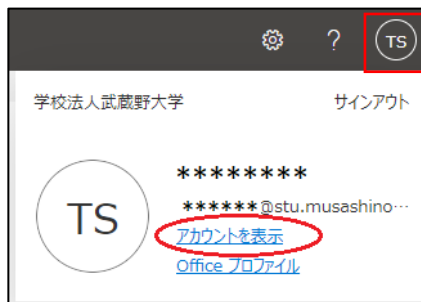 ? TS
学校法人武蔵野大学 サインアウト
TS
********
******@stu.musashino…
アカウントを表示
Office プロファイル